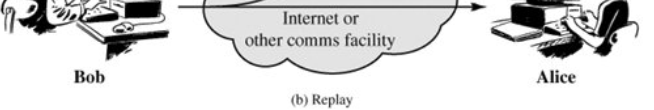 Internet or
other comms facility
Bob
Alice
(b) Replay